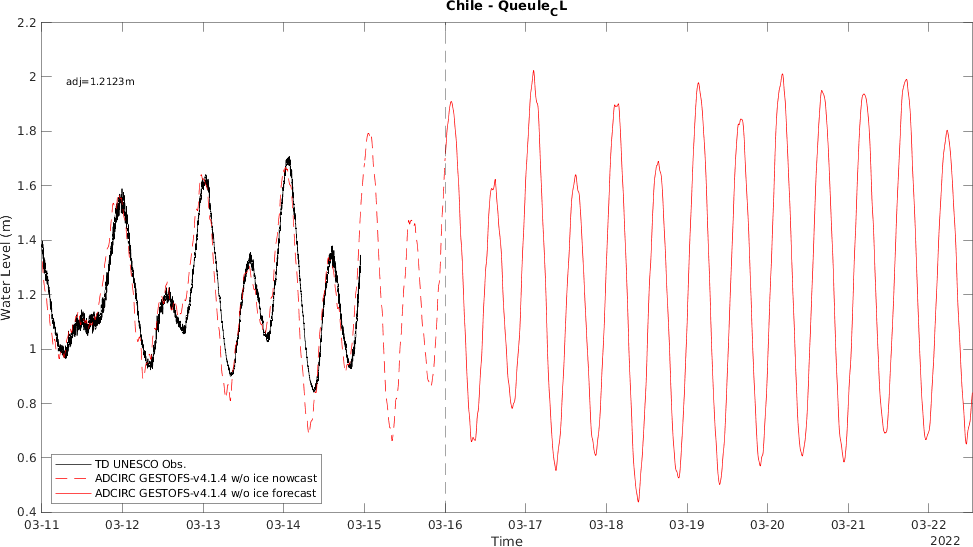 Chile - Queule_CL
2.2
2
1.8
1.6
1.4
1.2
1
0.8
0.6
0.4
Water Level (m)
adj=1.2123m
TD UNESCO Obs.
ADCIRC GESTOFS-v4.1.4 w/o ice nowcast
ADCIRC GESTOFS-v4.1.4 w/o ice forecast
03-11 03-12 03-13 03-14 03-15 03-16 03-17 03-18 03-19 03-20 03-21 03-22
Time
2022